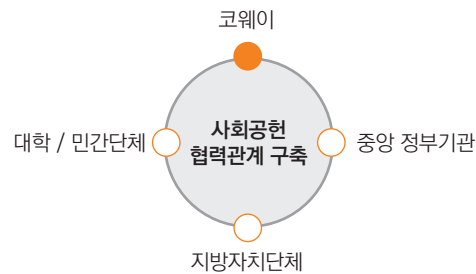 코웨이
대학 / 민간단체
사회공헌
협력관계 구축
중앙 정부기관
지방자치단체